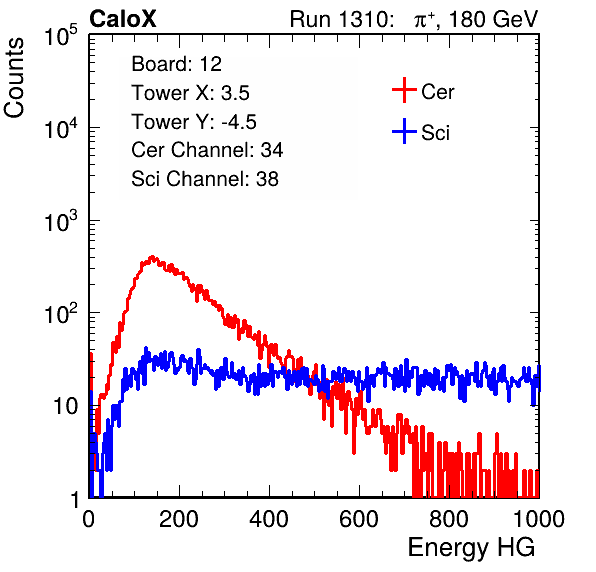 CaloX Run 1310: π⁺, 180 GeV
Board: 12
Tower X: 3.5
Tower Y: -4.5
Cer Channel: 34
Sci Channel: 38
Cer
Sci
Counts
10⁵
10⁴
10³
10²
10
1
0 200 400 600 800 1000
Energy HG